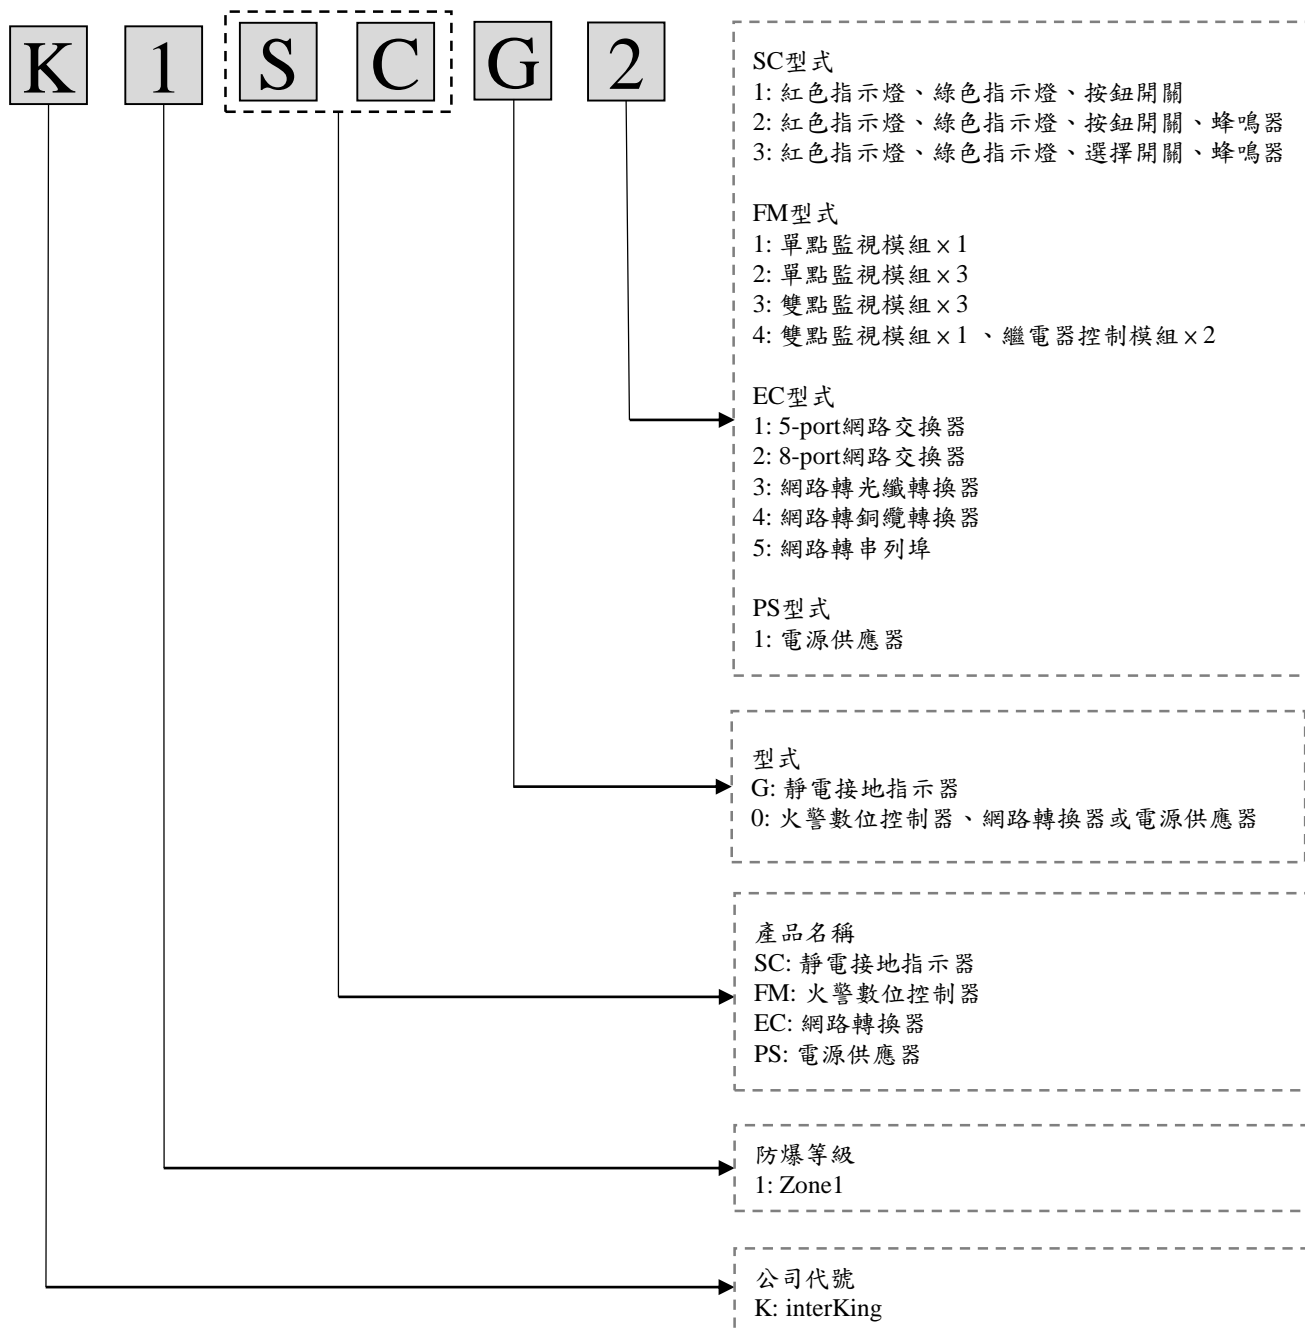 K 1 S C G 2
SC型式
1: 紅色指示燈、綠色指示燈、按鈕開關
2: 紅色指示燈、綠色指示燈、按鈕開關、蜂鳴器
3: 紅色指示燈、綠色指示燈、選擇開關、蜂鳴器
FM型式
1: 單點監視模組×1
2: 單點監視模組×3
3: 雙點監視模組×3
4: 雙點監視模組×1、繼電器控制模組×2
EC型式
1: 5-port網路交換器
2: 8-port網路交換器
3: 網路轉光纖轉換器
4: 網路轉銅纜轉換器
5: 網路轉串列埠
PS型式
1: 電源供應器
型式
G: 靜電接地指示器
0: 火警數位控制器、網路轉換器或電源供應器
產品名稱
SC: 靜電接地指示器
FM: 火警數位控制器
EC: 網路轉換器
PS: 電源供應器
防爆等級
1: Zone1
公司代號
K: interKing